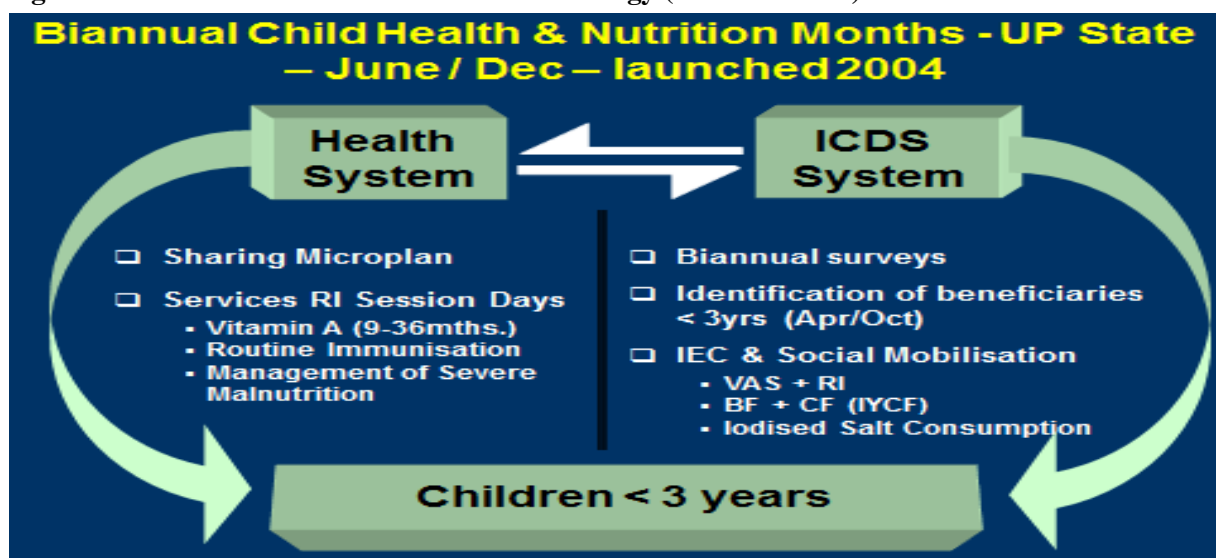 Biannual Child Health & Nutrition Months - UP State
– June / Dec – launched 2004
Health
System
ICDS
System
❑ Sharing Microplan
❑ Services RI Session Days
▪ Vitamin A (9-36mths.)
▪ Routine Immunisation
▪ Management of Severe
Malnutrition
❑ Biannual surveys
❑ Identification of beneficiaries
< 3yrs (Apr/Oct)
❑ IEC & Social Mobilisation
▪ VAS + RI
▪ BF + CF (IYCF)
▪ Iodised Salt Consumption
Children < 3 years